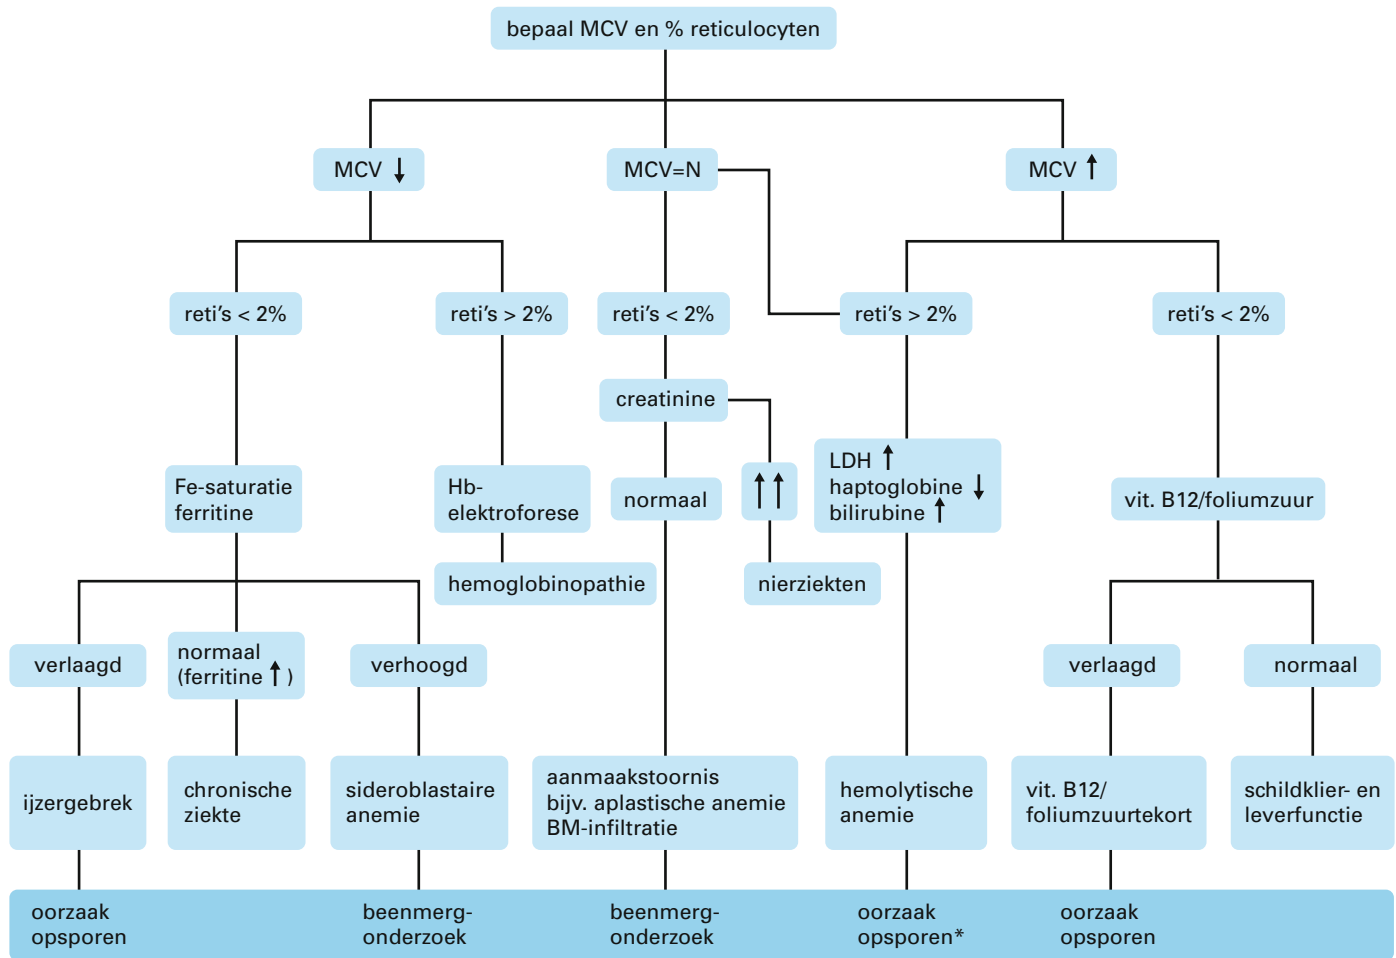 bepaal MCV en % reticulocyten
MCV ↓
MCV=N
MCV ↑
reti's < 2%
reti's > 2%
reti's < 2%
reti's > 2%
reti's < 2%
creatinine
Fe-saturatie
ferritine
Hb-
elektroforese
normaal
↑↑
LDH ↑
haptoglobine ↓
bilirubine ↑
vit. B12/foliumzuur
hemoglobinopathie
nierziekten
verlaagd
normaal
(ferritine ↑ )
verhoogd
verlaagd
normaal
ijzergebrek
chronische
ziekte
sideroblastaire
anemie
aanmaakstoornis
bijv. aplastische anemie
BM-infiltratie
hemolytische
anemie
vit. B12/
foliumzuurtekort
schildklier- en
leverfunctie
oorzaak
opsporen
beenmerg-
onderzoek
beenmerg-
onderzoek
oorzaak
opsporen*
oorzaak
opsporen